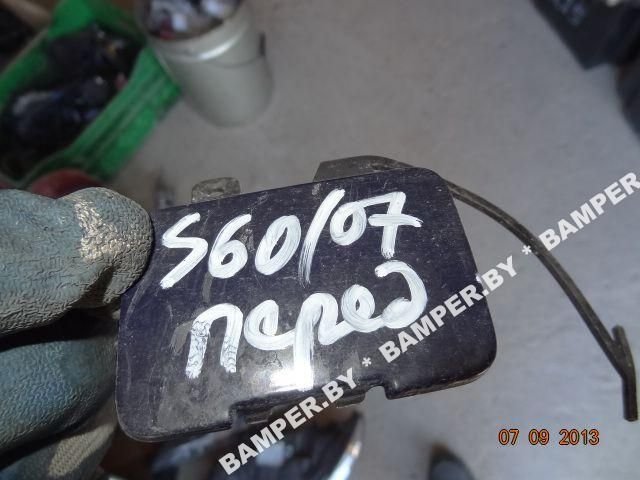 S60/07
перед
BAMPER.BY * BAMPER.BY * BAMPER
07 09 2013